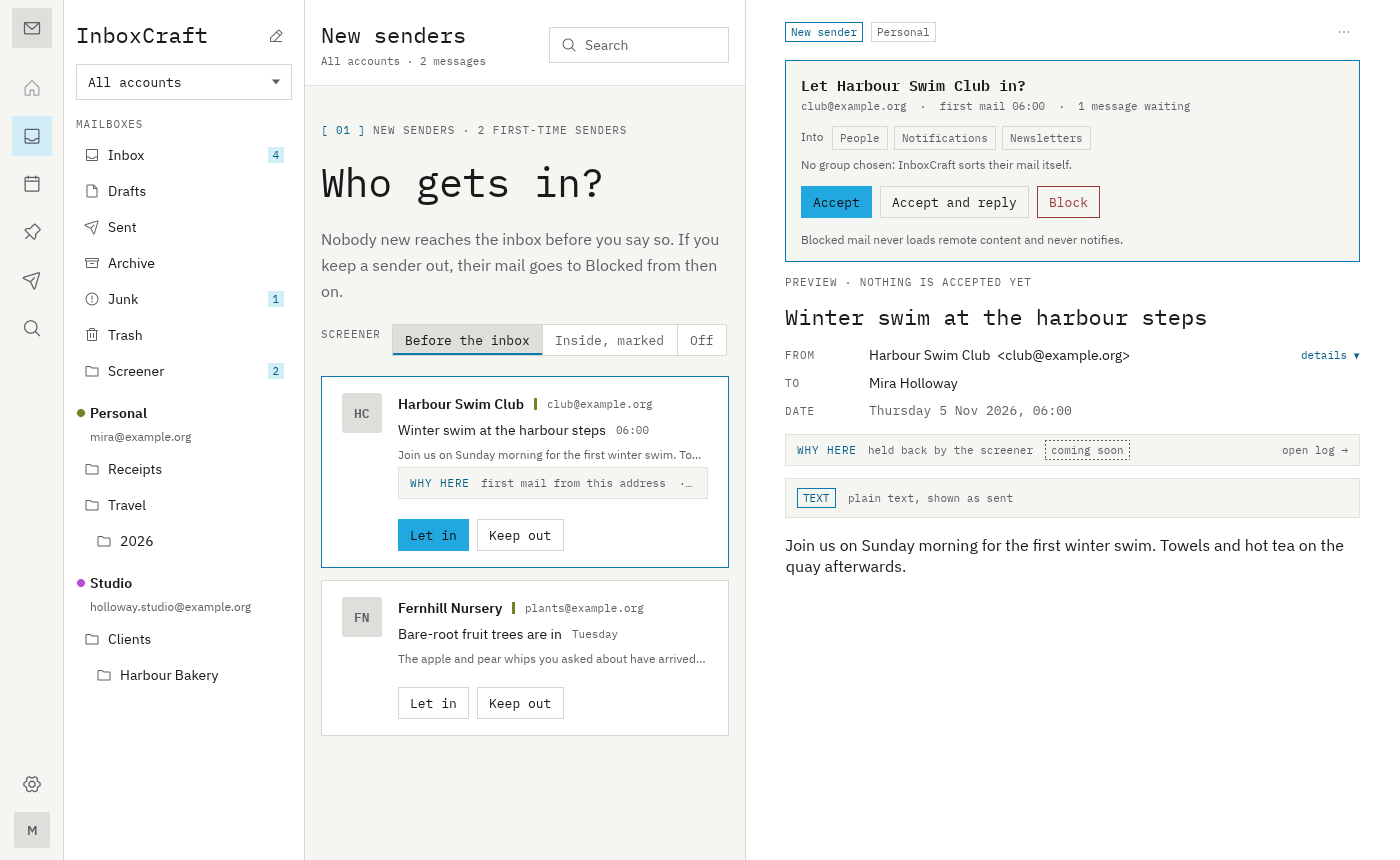 InboxCraft
All accounts
MAILBOXES
Inbox 4
Drafts
Sent
Archive
Junk 1
Trash
Screener 2
Personal
mira@example.org
Receipts
Travel
2026
Studio
holloway.studio@example.org
Clients
Harbour Bakery
M
New senders
All accounts · 2 messages
Search
[ 01 ] NEW SENDERS · 2 FIRST-TIME SENDERS
Who gets in?
Nobody new reaches the inbox before you say so. If you
keep a sender out, their mail goes to Blocked from then
on.
SCREENER Before the inbox Inside, marked Off
HC
Harbour Swim Club club@example.org
Winter swim at the harbour steps 06:00
Join us on Sunday morning for the first winter swim. To…
WHY HERE first mail from this address ·…
Let in Keep out
FN
Fernhill Nursery plants@example.org
Bare-root fruit trees are in Tuesday
The apple and pear whips you asked about have arrived…
Let in Keep out
New sender Personal ···
Let Harbour Swim Club in?
club@example.org · first mail 06:00 · 1 message waiting
Into People Notifications Newsletters
No group chosen: InboxCraft sorts their mail itself.
Accept Accept and reply Block
Blocked mail never loads remote content and never notifies.
PREVIEW · NOTHING IS ACCEPTED YET
Winter swim at the harbour steps
FROM Harbour Swim Club <club@example.org> details ▾
TO Mira Holloway
DATE Thursday 5 Nov 2026, 06:00
WHY HERE held back by the screener coming soon open log →
TEXT plain text, shown as sent
Join us on Sunday morning for the first winter swim. Towels and hot tea on the
quay afterwards.